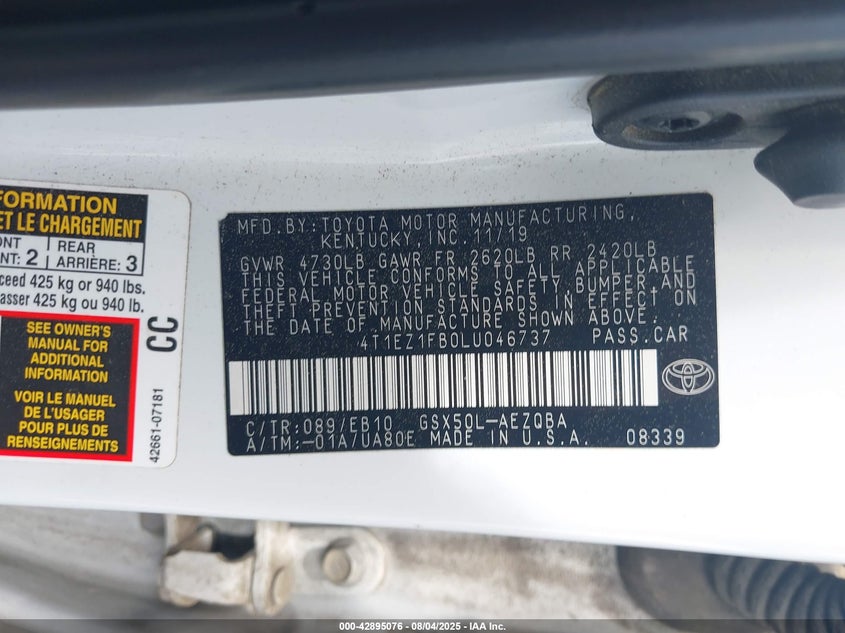 FORMATION
ET LE CHARGEMENT
REAR
2 ARRIÈRE: 3
425 kg or 940 lbs.
425 kg ou 940 lb.
SEE OWNER'S
MANUAL FOR
ADDITIONAL
INFORMATION
VOIR LE MANUEL
DE L'USAGER
POUR PLUS DE
RENSEIGNEMENTS
CC
42661-07181
MFD. BY: TOYOTA MOTOR MANUFACTURING,
KENTUCKY, INC. 11/19
GVWR 4730LB GAWR FR 2620LB RR 2420LB
THIS VEHICLE CONFORMS TO ALL APPLICABLE
FEDERAL MOTOR VEHICLE SAFETY, BUMPER, AND
THEFT PREVENTION STANDARDS IN EFFECT ON
THE DATE OF MANUFACTURE SHOWN ABOVE.
4T1EZ1FB0LU046737 PASS.CAR
C/TR:089/EB10 GSX50L-AEZQBA
A/TM:-01A/UA80E MADE IN U.S.A. 08339
000-42895076 - 08/04/2025 - IAA Inc.